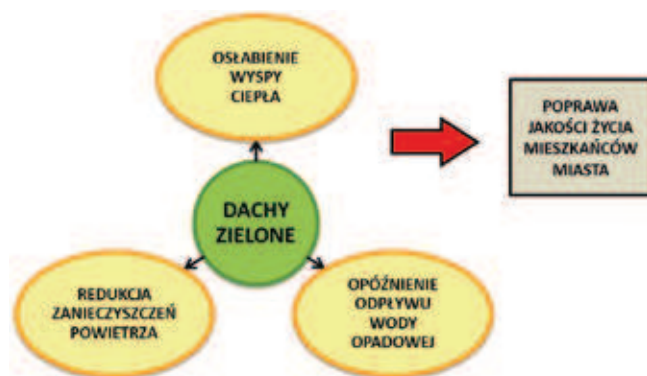 OSŁABIENIE
WYSPY
CIEPŁA
POPRAWA
JAKOŚCI ŻYCIA
MIESZKAŃCÓW
MIASTA
DACHY
ZIELONE
REDUKCJA
ZANIECZYSZCZEŃ
POWIETRZA
OPÓŹNIENIE
ODPŁYWU
WODY
OPADOWEJ